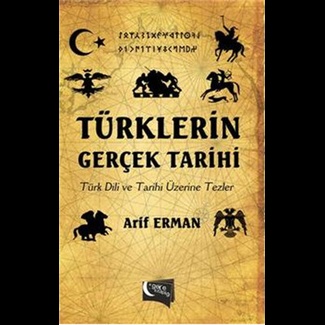 TÜRKLERİN
GERÇEK TARİHİ
Türk Dili ve Tarihi Üzerine Tezler
Arif ERMAN